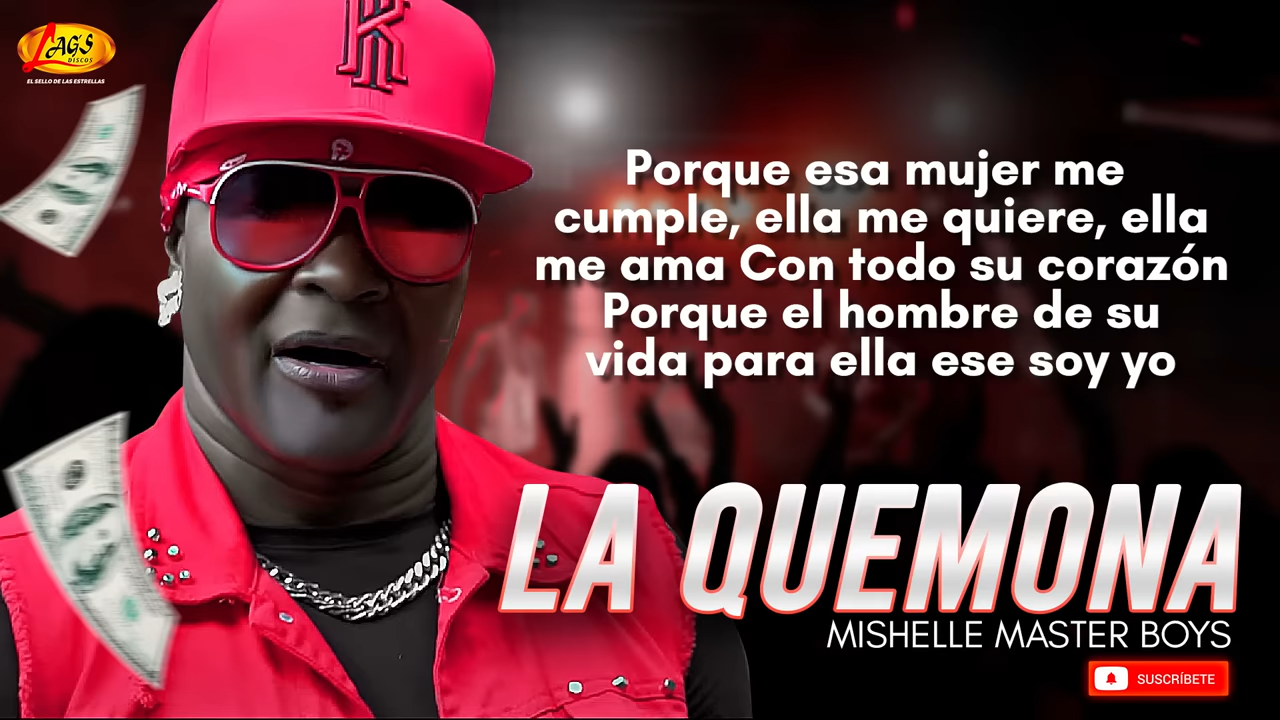 LAG'S
DISCOS
EL SELLO DE LAS ESTRELLAS
Porque esa mujer me
cumple, ella me quiere, ella
me ama Con todo su corazón
Porque el hombre de su
vida para ella ese soy yo
LA QUEMONA
MISHELLE MASTER BOYS
SUSCRÍBETE